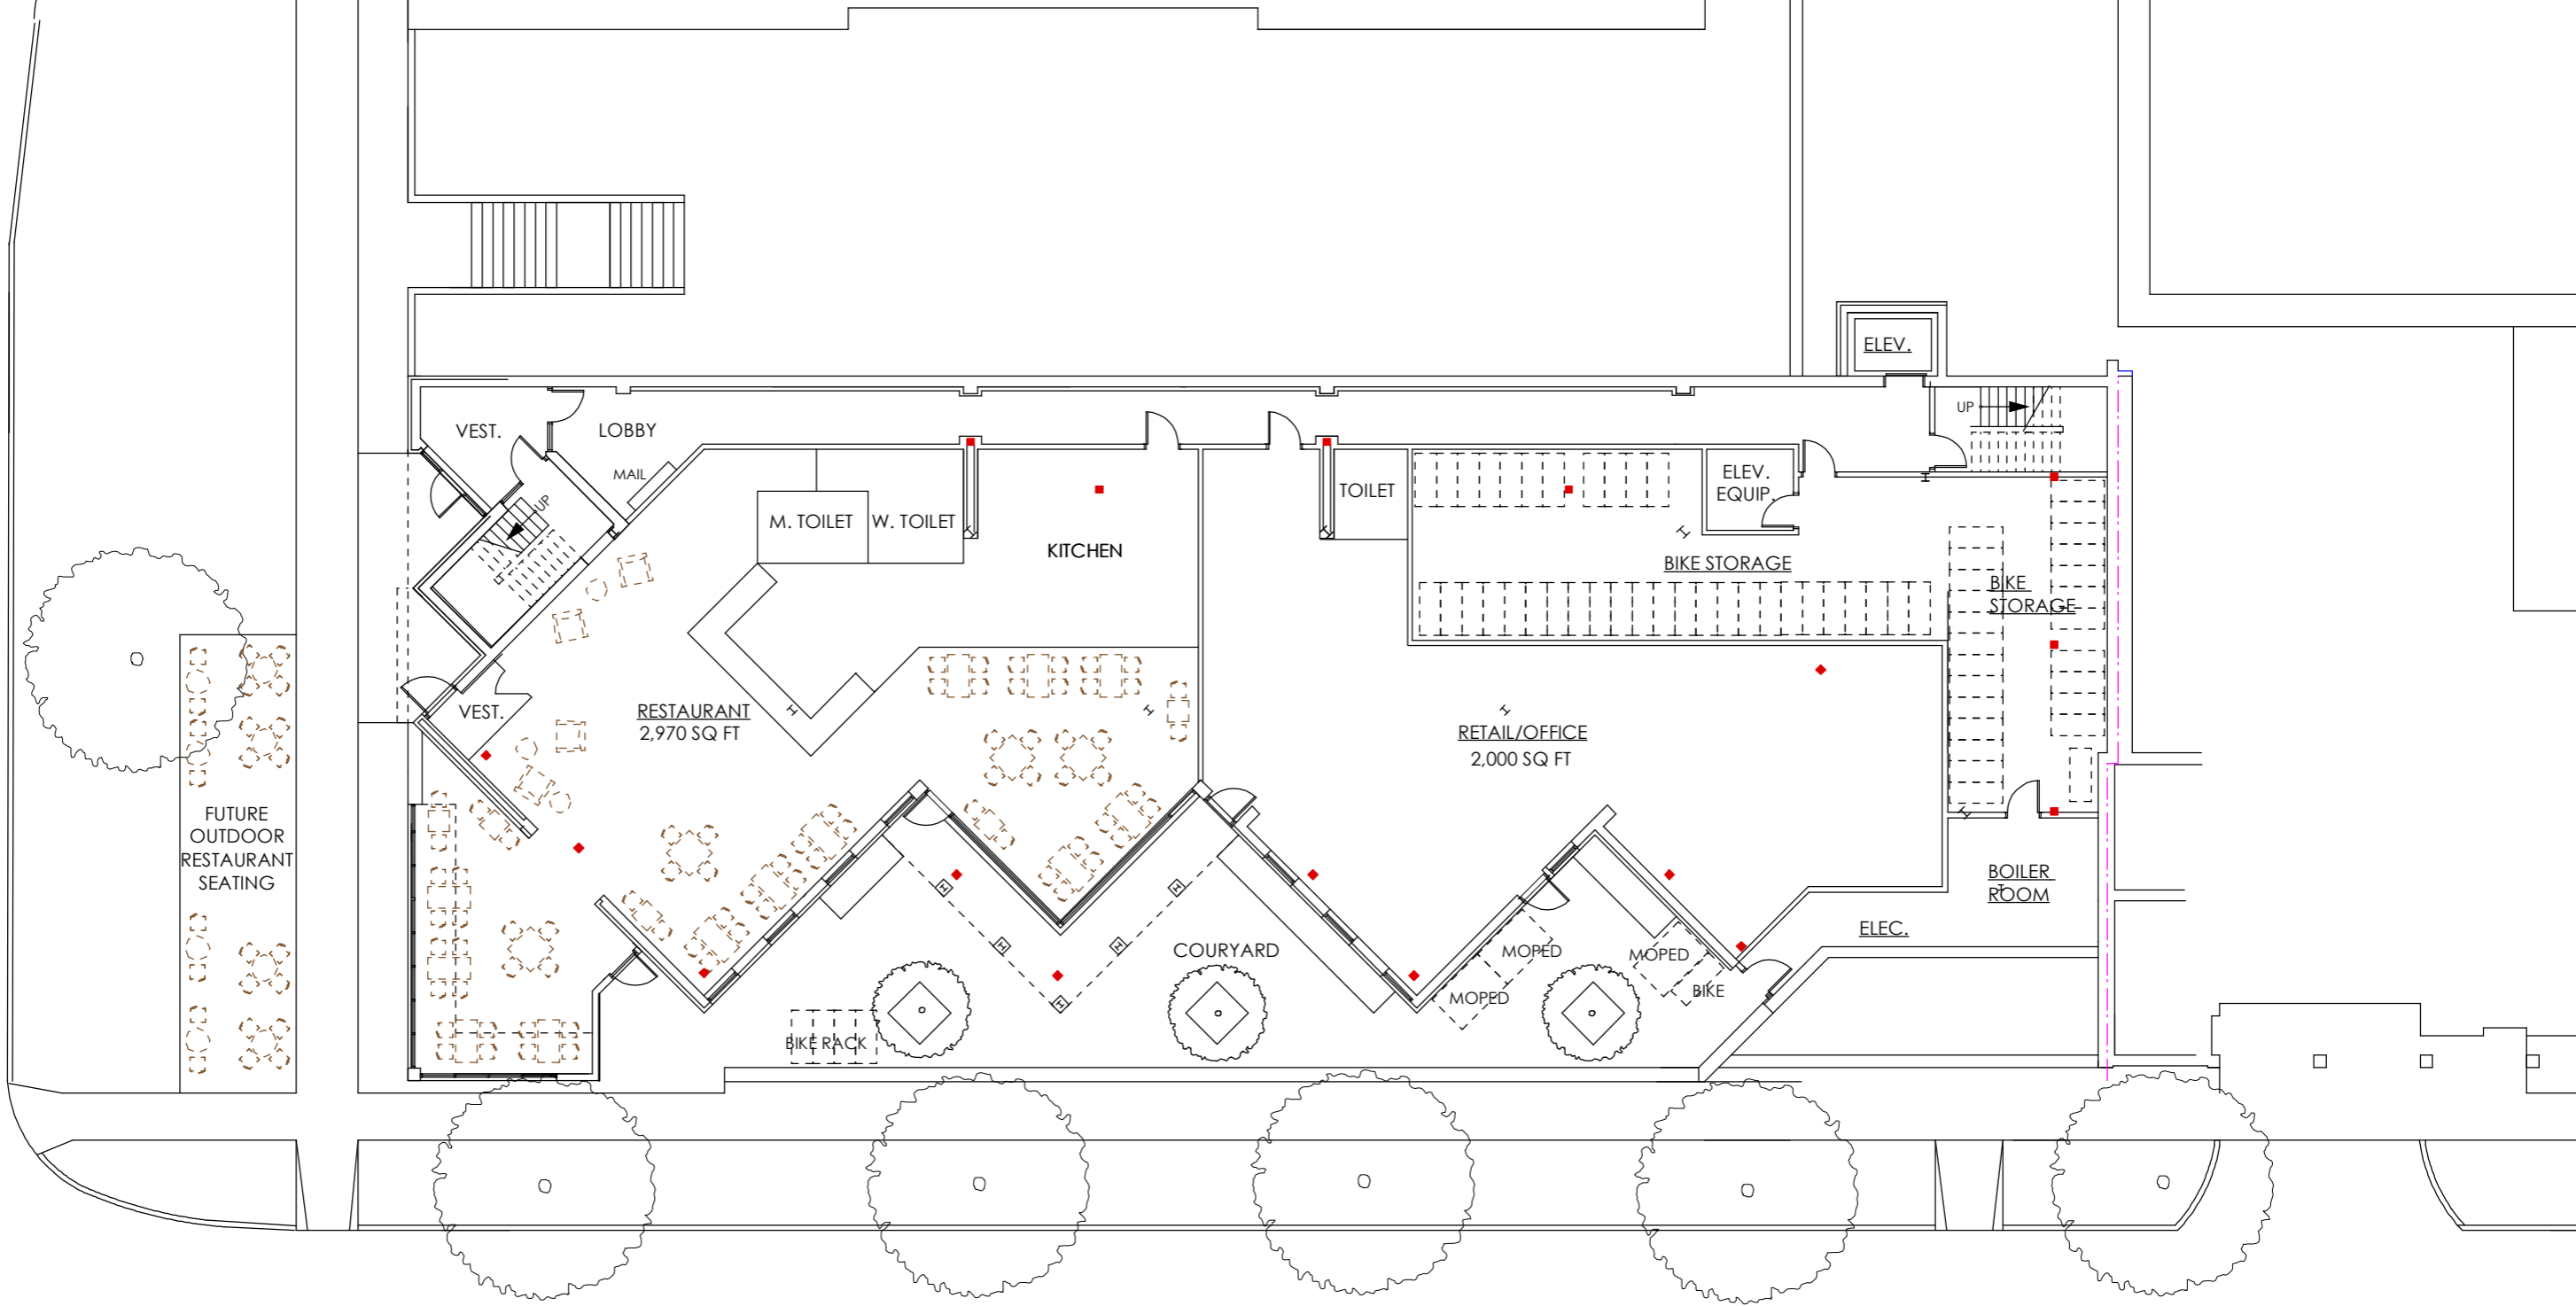 ELEV.
UP
VEST.
LOBBY
MAIL
UP
M. TOILET
W. TOILET
KITCHEN
TOILET
ELEV.
EQUIP.
BIKE STORAGE
BIKE
STORAGE
VEST.
RESTAURANT
2,970 SQ FT
RETAIL/OFFICE
2,000 SQ FT
FUTURE
OUTDOOR
RESTAURANT
SEATING
BOILER
ROOM
ELEC.
COURYARD
MOPED
MOPED
MOPED
BIKE
BIKE RACK